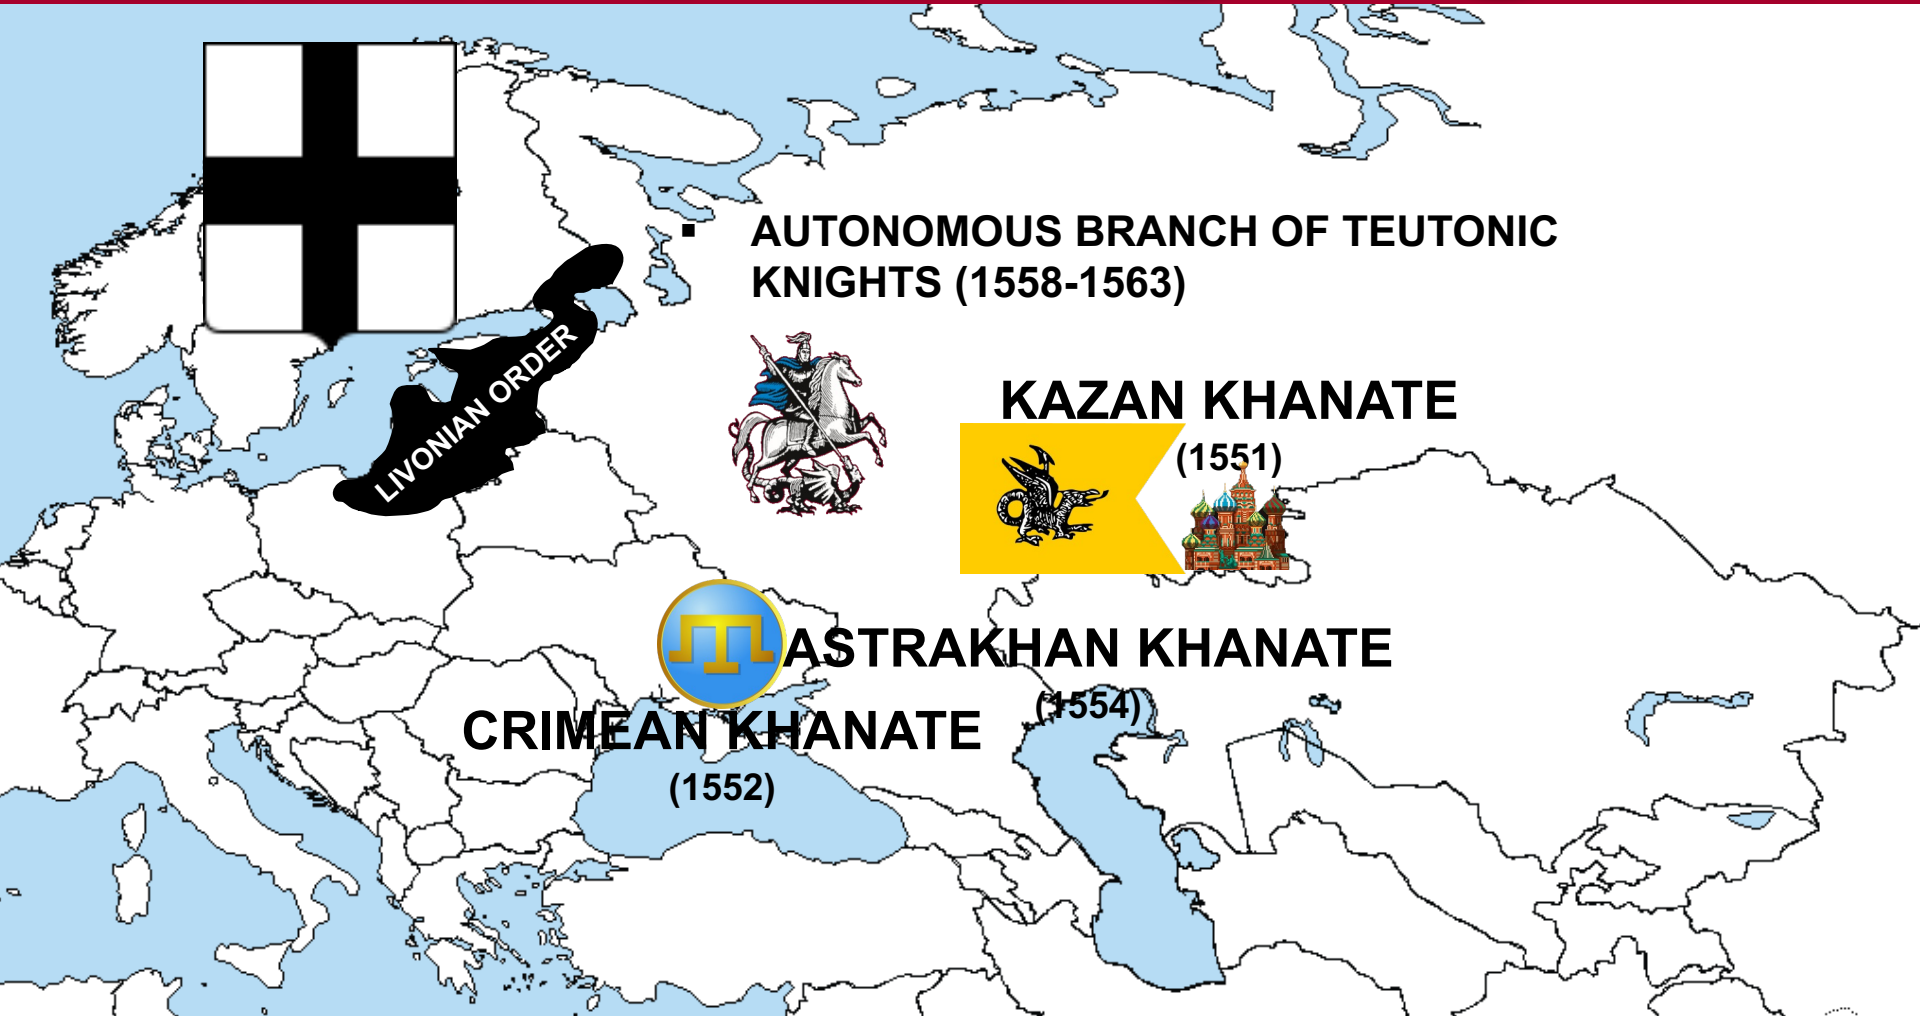 AUTONOMOUS BRANCH OF TEUTONIC
KNIGHTS (1558-1563)
LIVONIAN ORDER
KAZAN KHANATE
(1551)
ASTRAKHAN KHANATE
(1554)
CRIMEAN KHANATE
(1552)